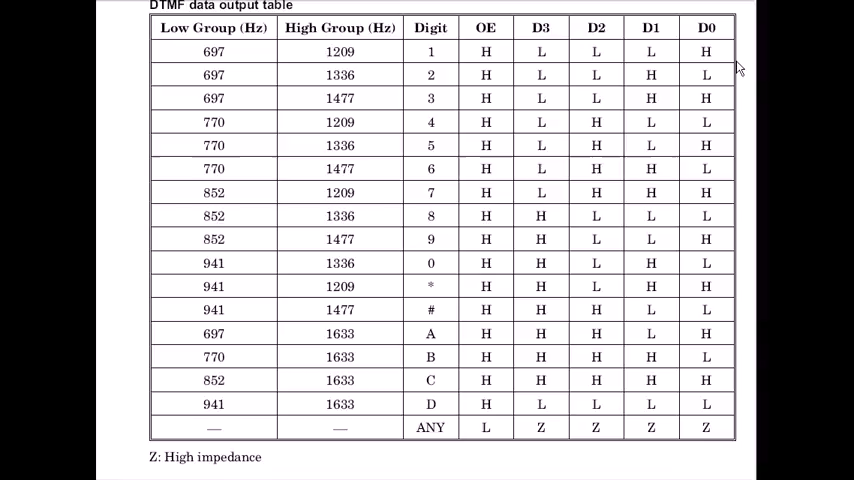 DTMF data output table
Low Group (Hz) High Group (Hz) Digit OE D3 D2 D1 D0
697 1209 1 H L L L H
697 1336 2 H L L H L
697 1477 3 H L L H H
770 1209 4 H L H L L
770 1336 5 H L H L H
770 1477 6 H L H H L
852 1209 7 H L H H H
852 1336 8 H H L L L
852 1477 9 H H L L H
941 1336 0 H H L H L
941 1209 * H H L H H
941 1477 # H H H L L
697 1633 A H H H L H
770 1633 B H H H H L
852 1633 C H H H H H
941 1633 D H L L L L
— — ANY L Z Z Z Z
Z: High impedance